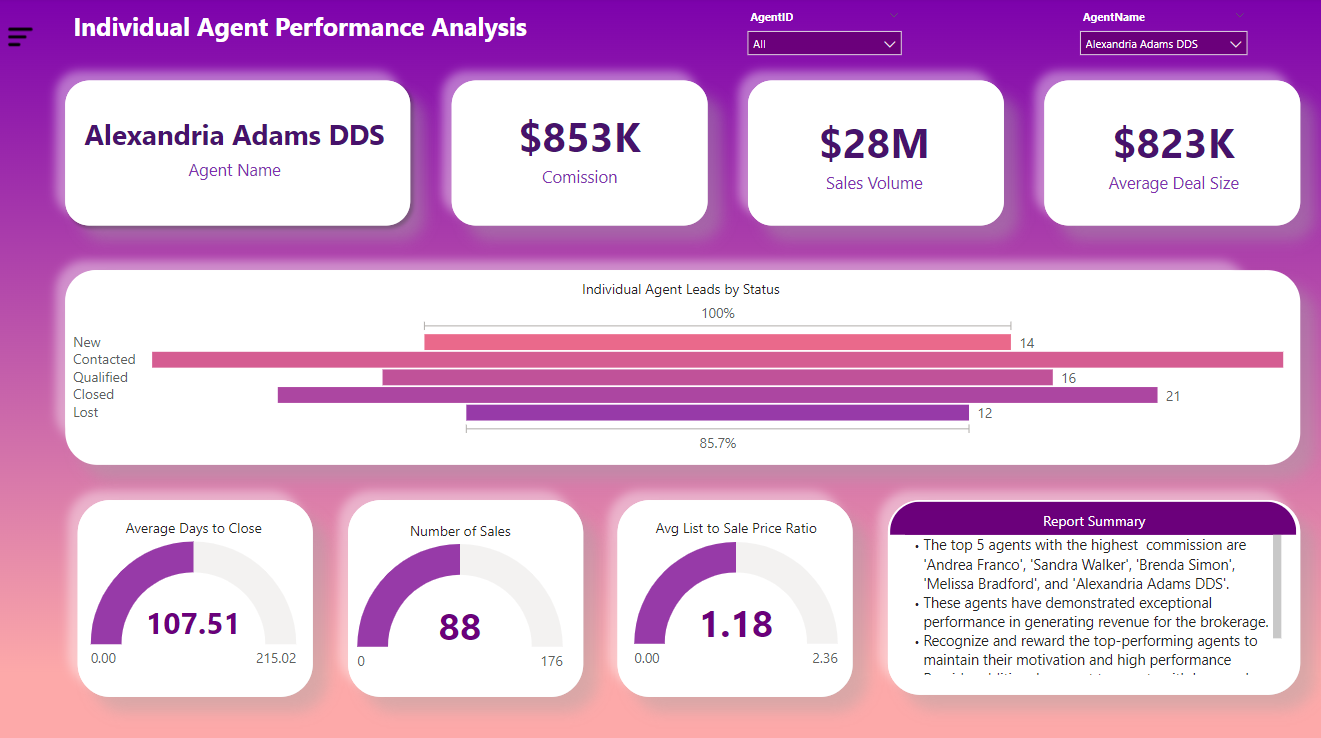 Individual Agent Performance Analysis
AgentID
All
AgentName
Alexandria Adams DDS
Alexandria Adams DDS
Agent Name
$853K
Comission
$28M
Sales Volume
$823K
Average Deal Size
Individual Agent Leads by Status
100%
New
14
Contacted
Qualified
16
Closed
21
Lost
12
85.7%
Average Days to Close
107.51
0.00
215.02
Number of Sales
88
0
176
Avg List to Sale Price Ratio
1.18
0.00
2.36
Report Summary
• The top 5 agents with the highest commission are
'Andrea Franco', 'Sandra Walker', 'Brenda Simon',
'Melissa Bradford', and 'Alexandria Adams DDS'.
• These agents have demonstrated exceptional
performance in generating revenue for the brokerage.
• Recognize and reward the top-performing agents to
maintain their motivation and high performance